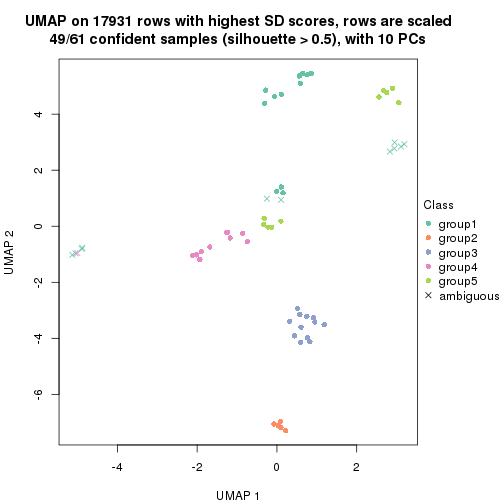 UMAP on 17931 rows with highest SD scores, rows are scaled
49/61 confident samples (silhouette > 0.5), with 10 PCs
4
2
0
-2
-4
-6
UMAP 2
-4
-2
0
2
UMAP 1
Class
group1
group2
group3
group4
group5
ambiguous